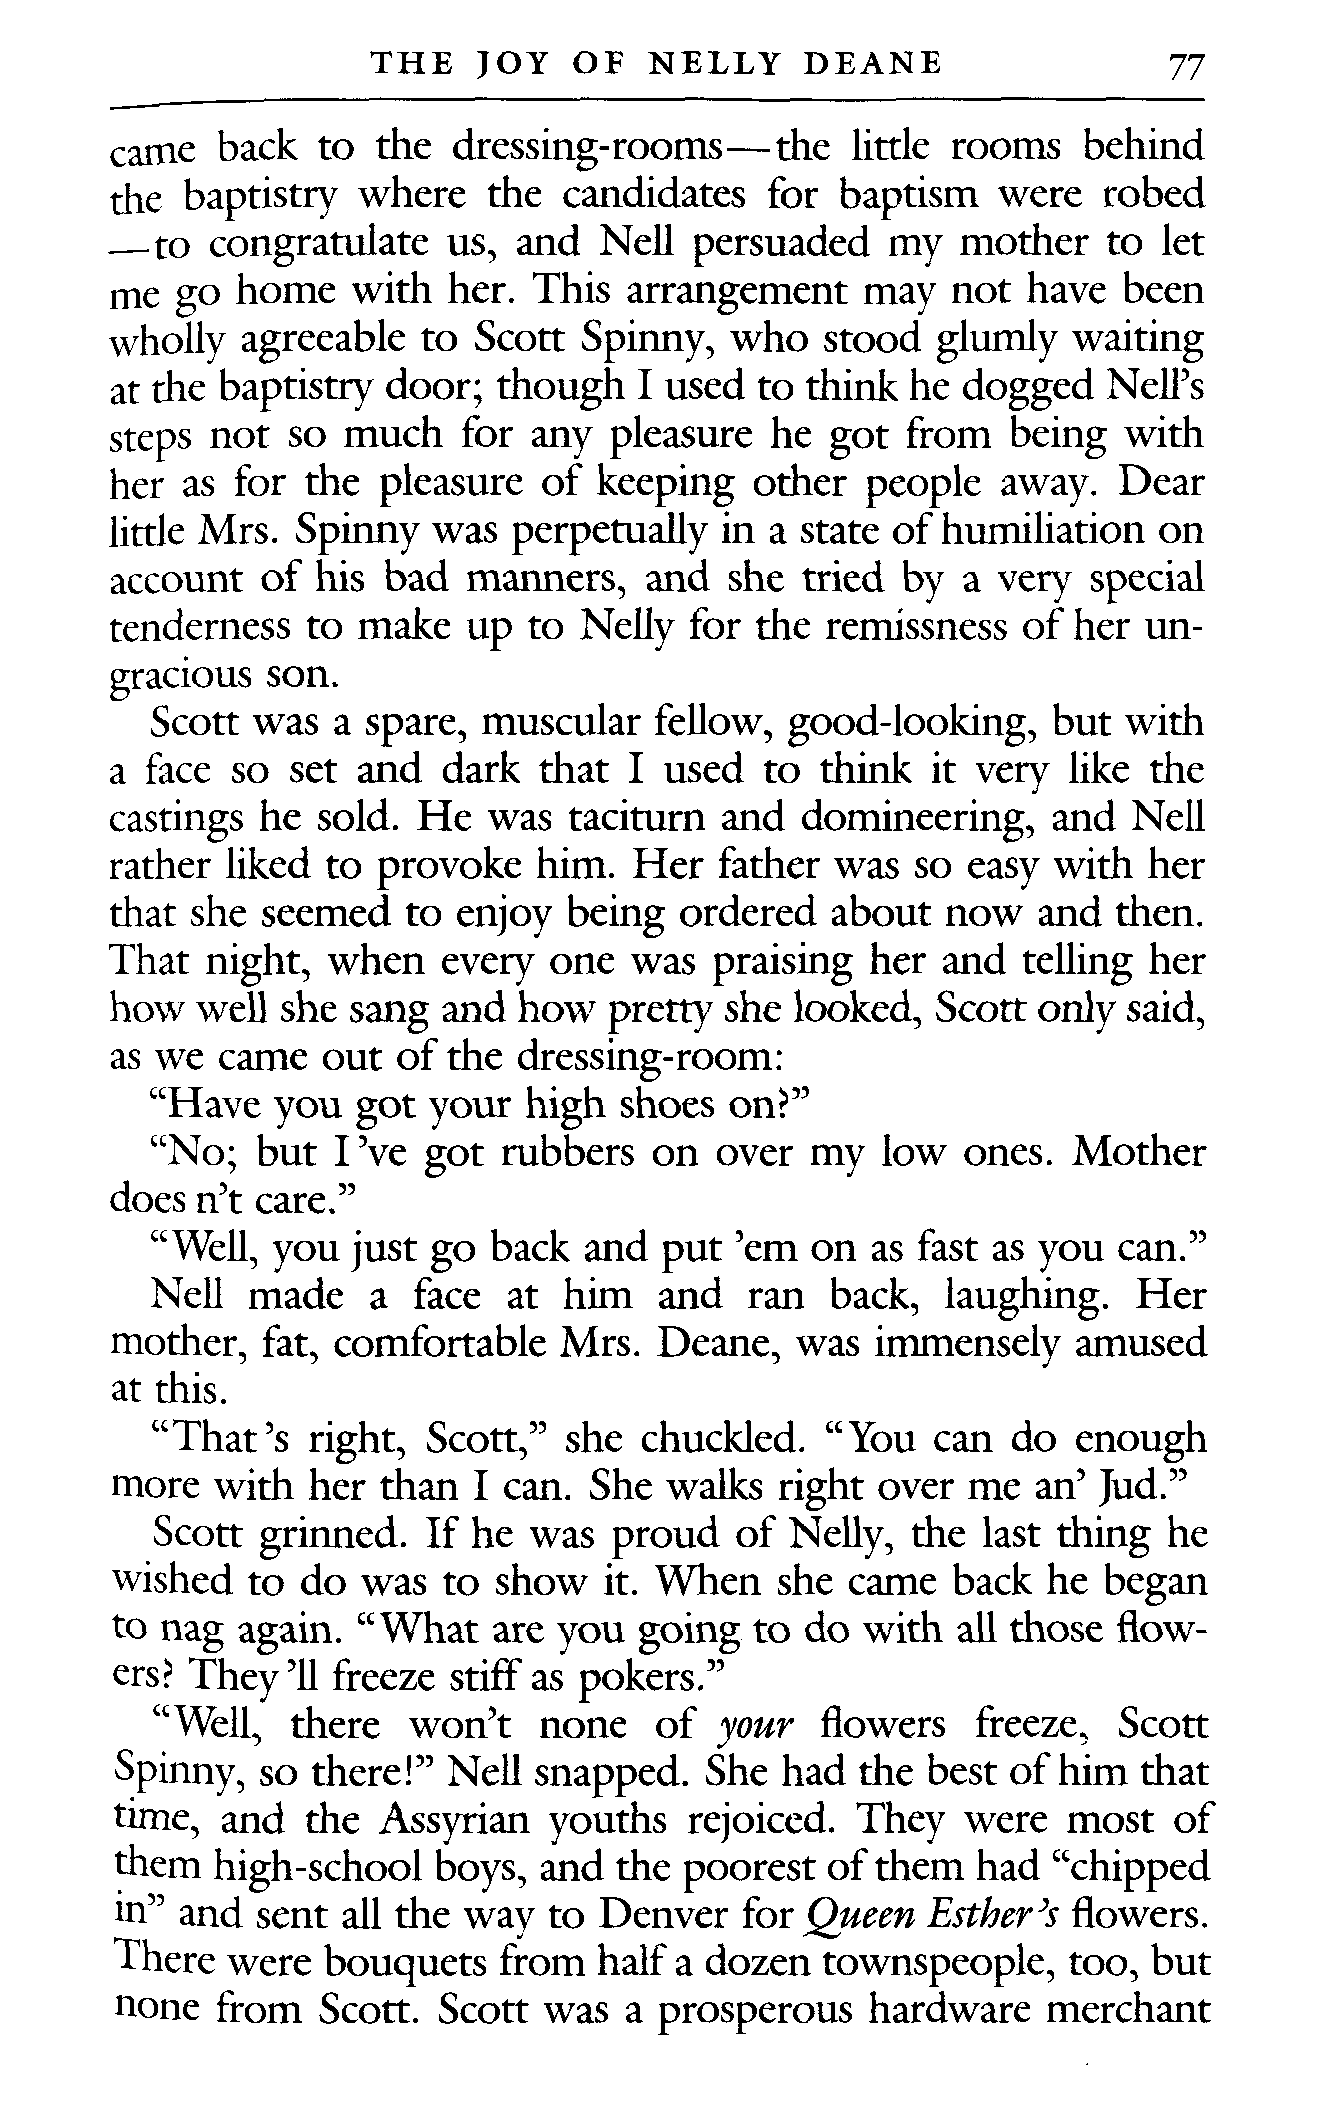 THE JOY OF NELLY DEANE 77
came back to the dressing-rooms—the little rooms behind
the baptistry where the candidates for baptism were robed
—to congratulate us, and Nell persuaded my mother to let
me go home with her. This arrangement may not have been
wholly agreeable to Scott Spinny, who stood glumly waiting
at the baptistry door; though I used to think he dogged Nell’s
steps not so much for any pleasure he got from being with
her as for the pleasure of keeping other people away. Dear
little Mrs. Spinny was perpetually in a state of humiliation on
account of his bad manners, and she tried by a very special
tenderness to make up to Nelly for the remissness of her un-
gracious son.
Scott was a spare, muscular fellow, good-looking, but with
a face so set and dark that I used to think it very like the
castings he sold. He was taciturn and domineering, and Nell
rather liked to provoke him. Her father was so easy with her
that she seemed to enjoy being ordered about now and then.
That night, when every one was praising her and telling her
how well she sang and how pretty she looked, Scott only said,
as we came out of the dressing-room:
“Have you got your high shoes on?”
“No; but I ’ve got rubbers on over my low ones. Mother
does n’t care.”
“Well, you just go back and put ’em on as fast as you can.”
Nell made a face at him and ran back, laughing. Her
mother, fat, comfortable Mrs. Deane, was immensely amused
at this.
“That ’s right, Scott,” she chuckled. “You can do enough
more with her than I can. She walks right over me an’ Jud.”
Scott grinned. If he was proud of Nelly, the last thing he
wished to do was to show it. When she came back he began
to nag again. “What are you going to do with all those flow-
ers? They ’ll freeze stiff as pokers.”
“Well, there won’t none of your flowers freeze, Scott
Spinny, so there!” Nell snapped. She had the best of him that
time, and the Assyrian youths rejoiced. They were most of
them high-school boys, and the poorest of them had “chipped
in” and sent all the way to Denver for Queen Esther’s flowers.
There were bouquets from half a dozen townspeople, too, but
none from Scott. Scott was a prosperous hardware merchant